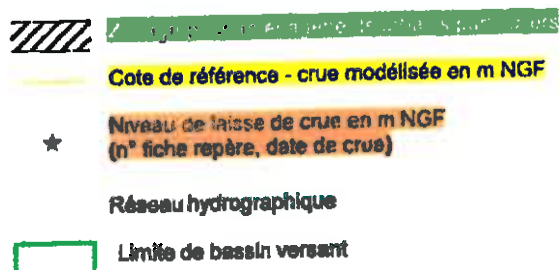 Cote de référence - crue modélisée en m NGF
Niveau de laisse de crue en m NGF
(n° fiche repère, date de crue)
Réseau hydrographique
Limite de bassin versant